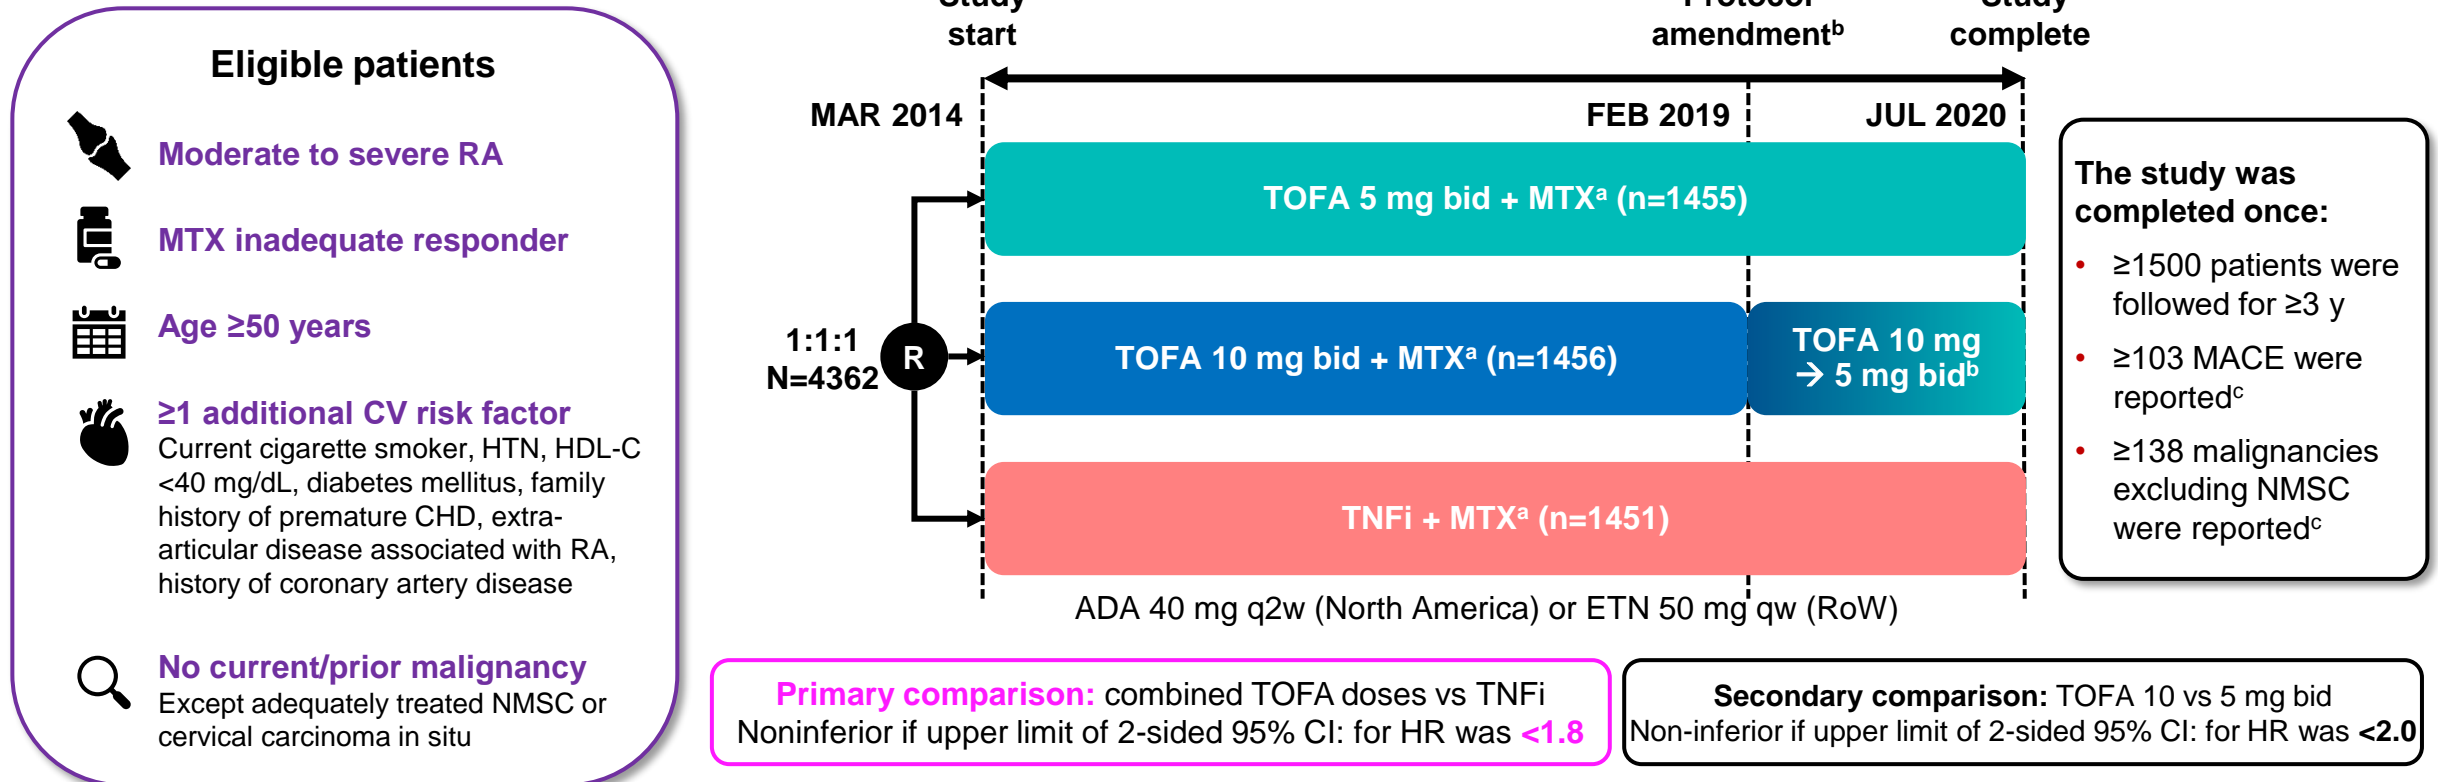 Eligible patients
Moderate to severe RA
MTX inadequate responder
Age ≥50 years
≥1 additional CV risk factor
Current cigarette smoker, HTN, HDL-C
<40 mg/dL, diabetes mellitus, family
history of premature CHD, extra-
articular disease associated with RA,
history of coronary artery disease
No current/prior malignancy
Except adequately treated NMSC or
cervical carcinoma in situ
Study
start
Protocol
amendmentᵇ
Study
complete
MAR 2014
FEB 2019
JUL 2020
1:1:1
N=4362
R
TOFA 5 mg bid + MTXᵃ (n=1455)
TOFA 10 mg bid + MTXᵃ (n=1456)
TOFA 10 mg
→ 5 mg bidᵇ
TNFi + MTXᵃ (n=1451)
ADA 40 mg q2w (North America) or ETN 50 mg qw (RoW)
The study was
completed once:
• ≥1500 patients were
followed for ≥3 y
• ≥103 MACE were
reportedᶜ
• ≥138 malignancies
excluding NMSC
were reportedᶜ
Primary comparison: combined TOFA doses vs TNFi
Noninferior if upper limit of 2-sided 95% CI: for HR was <1.8
Secondary comparison: TOFA 10 vs 5 mg bid
Non-inferior if upper limit of 2-sided 95% CI: for HR was <2.0